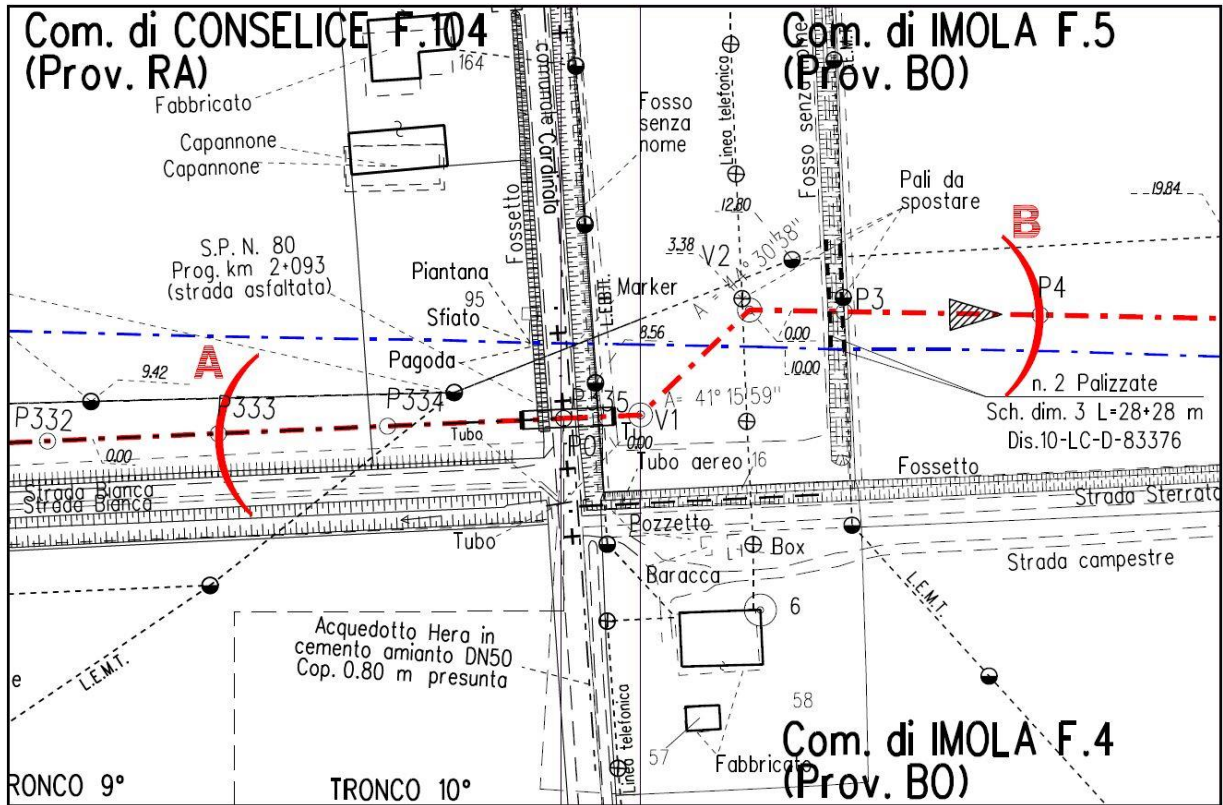 Com. di CONSELICE F.104
(Prov. RA)
Com. di IMOLA F.5
(Prov. BO)
164
Fabbricato
Capannone
Capannone
Fossetto
comunale Cardinala
Fosso
senza
nome
Linea telefonica
Fosso senza nome
L.E.M.T.
Pali da
spostare
19.84
12.80
3.38
V2
A = 44° 30'38"
B
S.P. N. 80
Prog. km 2+093
(strada asfaltata)
Piantana
95
Sfiato
Pagoda
L.E.B.T.
Marker
8.56
P3
P4
0.00
10.00
A
9.42
P332
P333
P334
P335
P0
V1
A= 41° 15'59"
0.00
0.00
Tubo
Tubo aereo
16
n. 2 Palizzate
Sch. dim. 3 L=28+28 m
Dis.10-LC-D-83376
Fossetto
Strada Bianca
Strada Bianca
Strada Sterrata
Tubo
Pozzetto
Box
Strada campestre
Baracca
6
L.E.M.T.
L.E.M.T.
Acquedotto Hera in
cemento amianto DN50
Cop. 0.80 m presunta
e
Linea telefonica
58
57
Fabbricato
Com. di IMOLA F.4
(Prov. BO)
RONCO 9°
TRONCO 10°